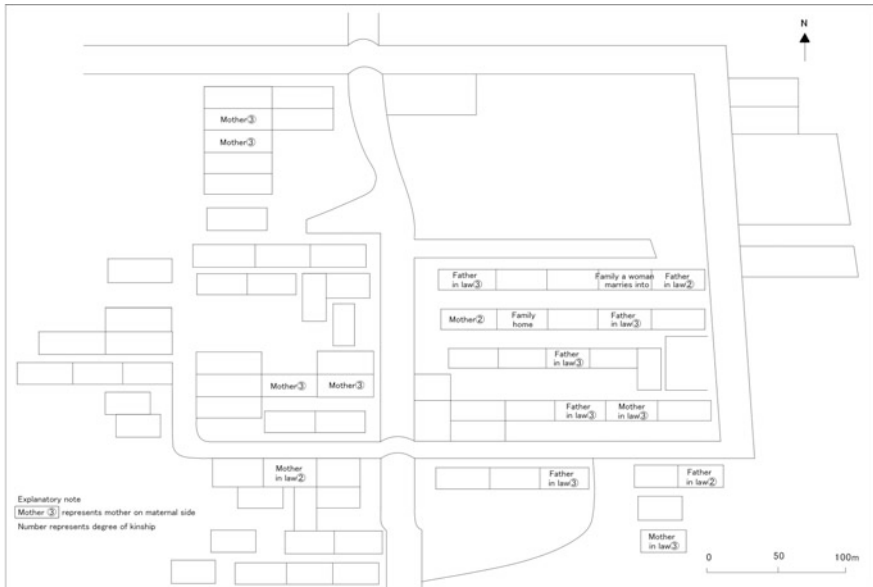 N
Mother③
Mother③
Father
in law③
Family a woman
marries into
Father
in law②
Mother②
Family
home
Father
in law③
Father
in law③
Mother③
Mother③
Father
in law③
Mother
in law③
Mother
in law②
Father
in law③
Father
in law②
Mother
in law③
Explanatory note
Mother ③ represents mother on maternal side
Number represents degree of kinship
0 50 100m